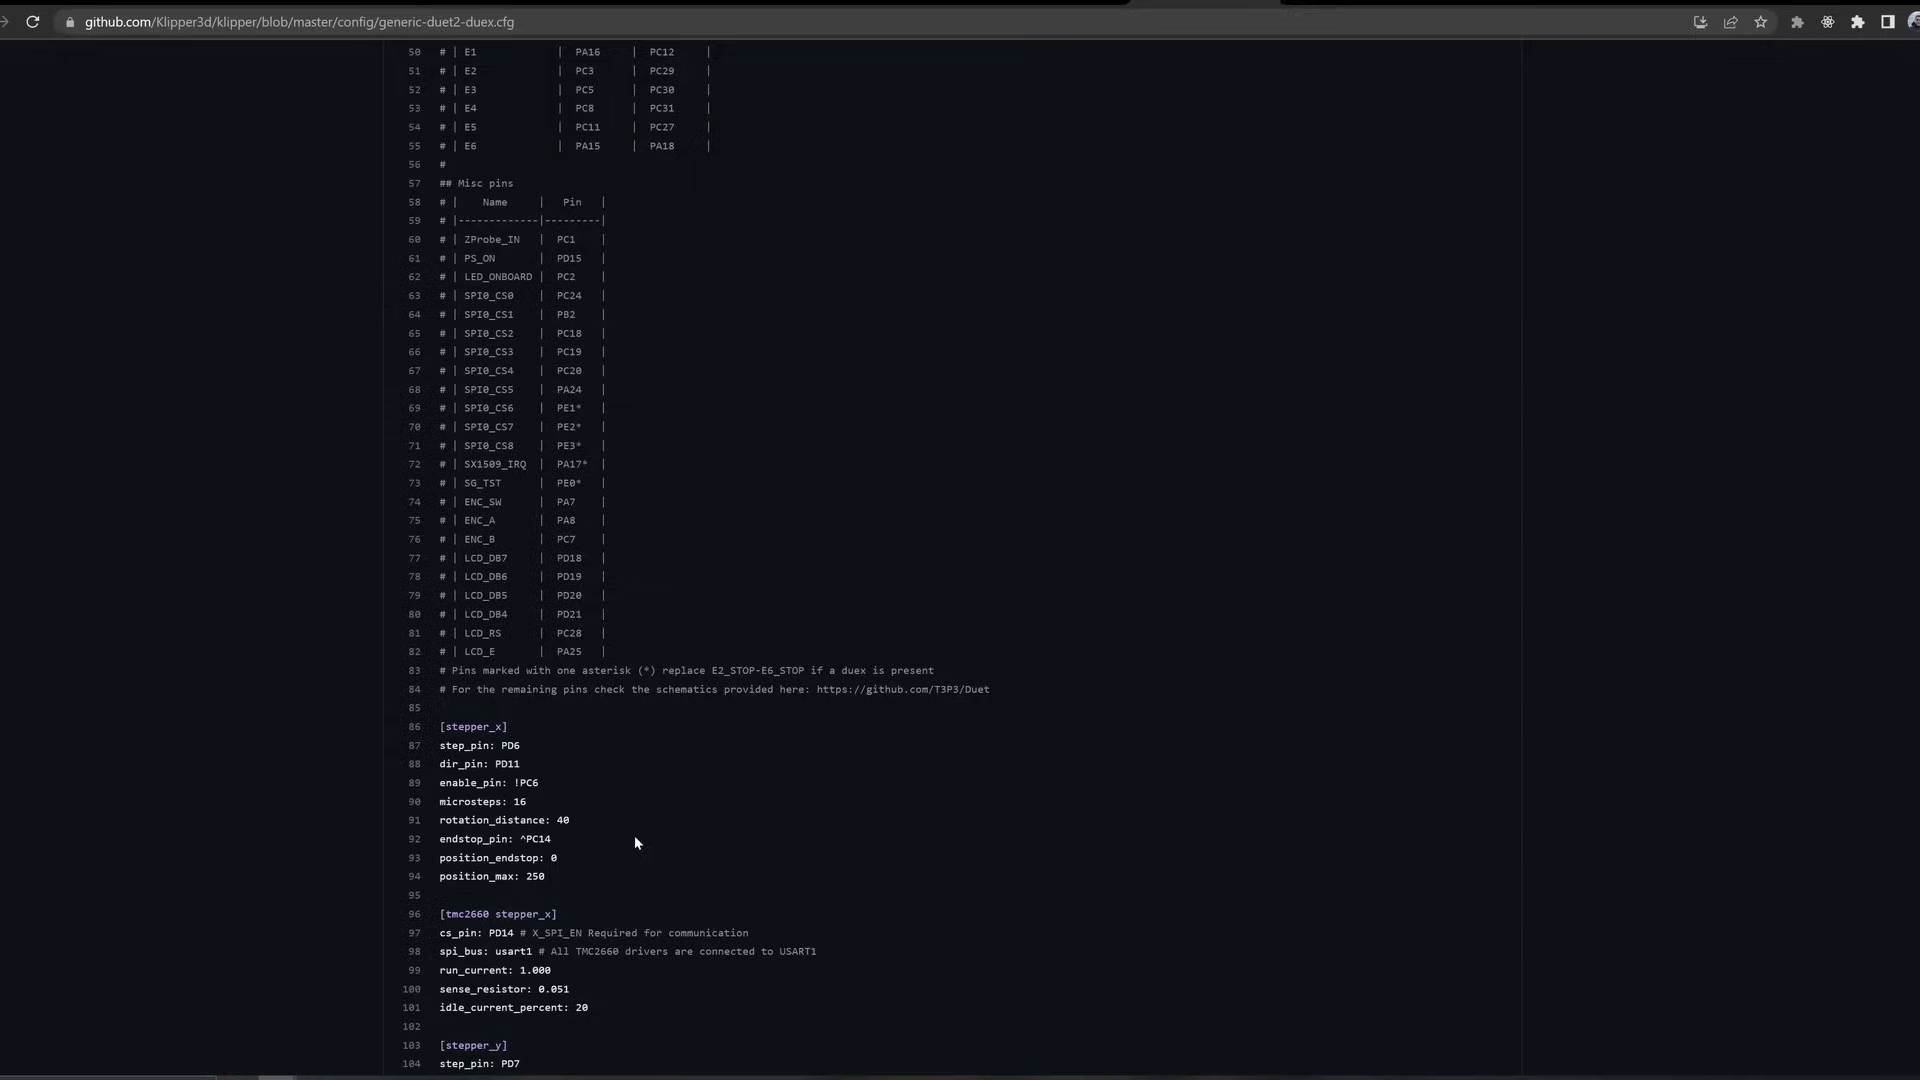 github.com/Klipper3d/klipper/blob/master/config/generic-duet2-duex.cfg
50 # | E1 | PA16 | PC12 |
51 # | E2 | PC3 | PC29 |
52 # | E3 | PC5 | PC30 |
53 # | E4 | PC8 | PC31 |
54 # | E5 | PC11 | PC27 |
55 # | E6 | PA15 | PA18 |
56 #
57 ## Misc pins
58 # | Name | Pin |
59 # |-------------|---------|
60 # | ZProbe_IN | PC1 |
61 # | PS_ON | PD15 |
62 # | LED_ONBOARD | PC2 |
63 # | SPI0_CS0 | PC24 |
64 # | SPI0_CS1 | PB2 |
65 # | SPI0_CS2 | PC18 |
66 # | SPI0_CS3 | PC19 |
67 # | SPI0_CS4 | PC20 |
68 # | SPI0_CS5 | PA24 |
69 # | SPI0_CS6 | PE1* |
70 # | SPI0_CS7 | PE2* |
71 # | SPI0_CS8 | PE3* |
72 # | SX1509_IRQ | PA17* |
73 # | SG_TST | PE0* |
74 # | ENC_SW | PA7 |
75 # | ENC_A | PA8 |
76 # | ENC_B | PC7 |
77 # | LCD_DB7 | PD18 |
78 # | LCD_DB6 | PD19 |
79 # | LCD_DB5 | PD20 |
80 # | LCD_DB4 | PD21 |
81 # | LCD_RS | PC28 |
82 # | LCD_E | PA25 |
83 # Pins marked with one asterisk (*) replace E2_STOP-E6_STOP if a duex is present
84 # For the remaining pins check the schematics provided here: https://github.com/T3P3/Duet
85
86 [stepper_x]
87 step_pin: PD6
88 dir_pin: PD11
89 enable_pin: !PC6
90 microsteps: 16
91 rotation_distance: 40
92 endstop_pin: ^PC14
93 position_endstop: 0
94 position_max: 250
95
96 [tmc2660 stepper_x]
97 cs_pin: PD14 # X_SPI_EN Required for communication
98 spi_bus: usart1 # All TMC2660 drivers are connected to USART1
99 run_current: 1.000
100 sense_resistor: 0.051
101 idle_current_percent: 20
102
103 [stepper_y]
104 step_pin: PD7